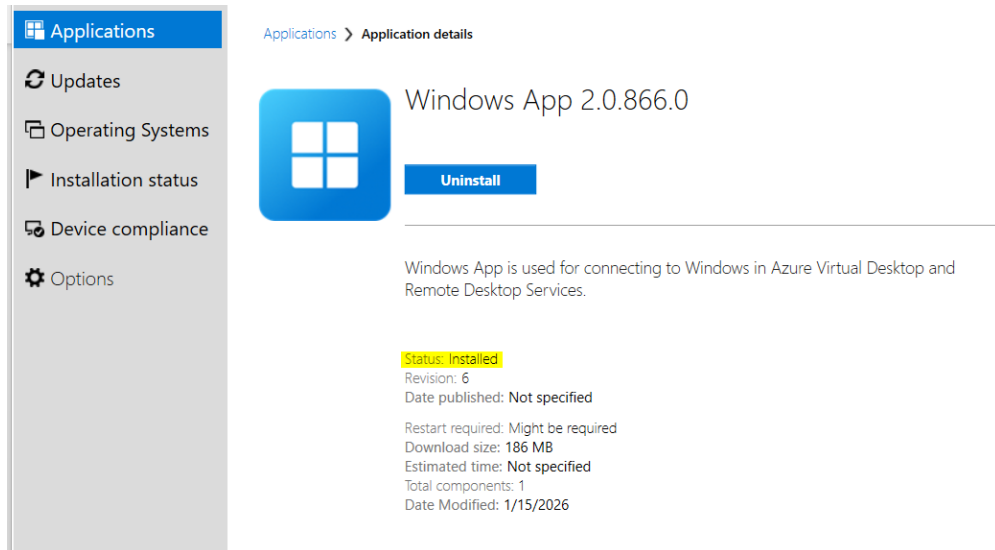 Applications
Updates
Operating Systems
Installation status
Device compliance
Options
Applications ❯ Application details
Windows App 2.0.866.0
Uninstall
Windows App is used for connecting to Windows in Azure Virtual Desktop and
Remote Desktop Services.
Status: Installed
Revision: 6
Date published: Not specified
Restart required: Might be required
Download size: 186 MB
Estimated time: Not specified
Total components: 1
Date Modified: 1/15/2026